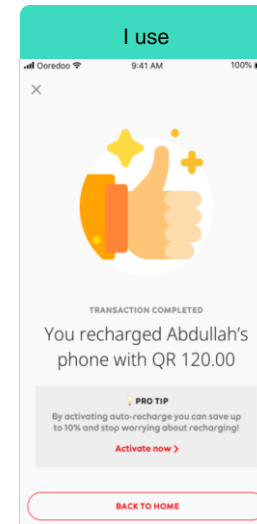 I use
Ooredoo 9:41 AM 100%
TRANSACTION COMPLETED
You recharged Abdullah's
phone with QR 120.00
PRO TIP
By activating auto-recharge you can save up
to 10% and stop worrying about recharging!
Activate now >
BACK TO HOME